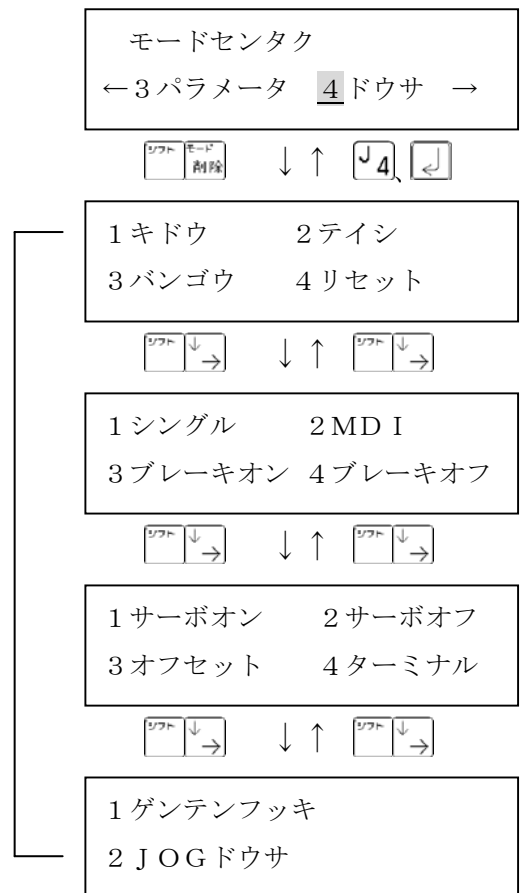 モードセンタク
←３パラメータ　４ドウサ　→
シフト モード 削除　↓ ↑　┘４、
１キドウ　２テイシ
３バンゴウ　４リセット
シフト ↓ →　↓ ↑　シフト ↓ →
１シングル　２ＭＤＩ
３ブレーキオン　４ブレーキオフ
シフト ↓ →　↓ ↑　シフト ↓ →
１サーボオン　２サーボオフ
３オフセット　４ターミナル
シフト ↓ →　↓ ↑　シフト ↓ →
１ゲンテンフッキ
２ＪＯＧドウサ